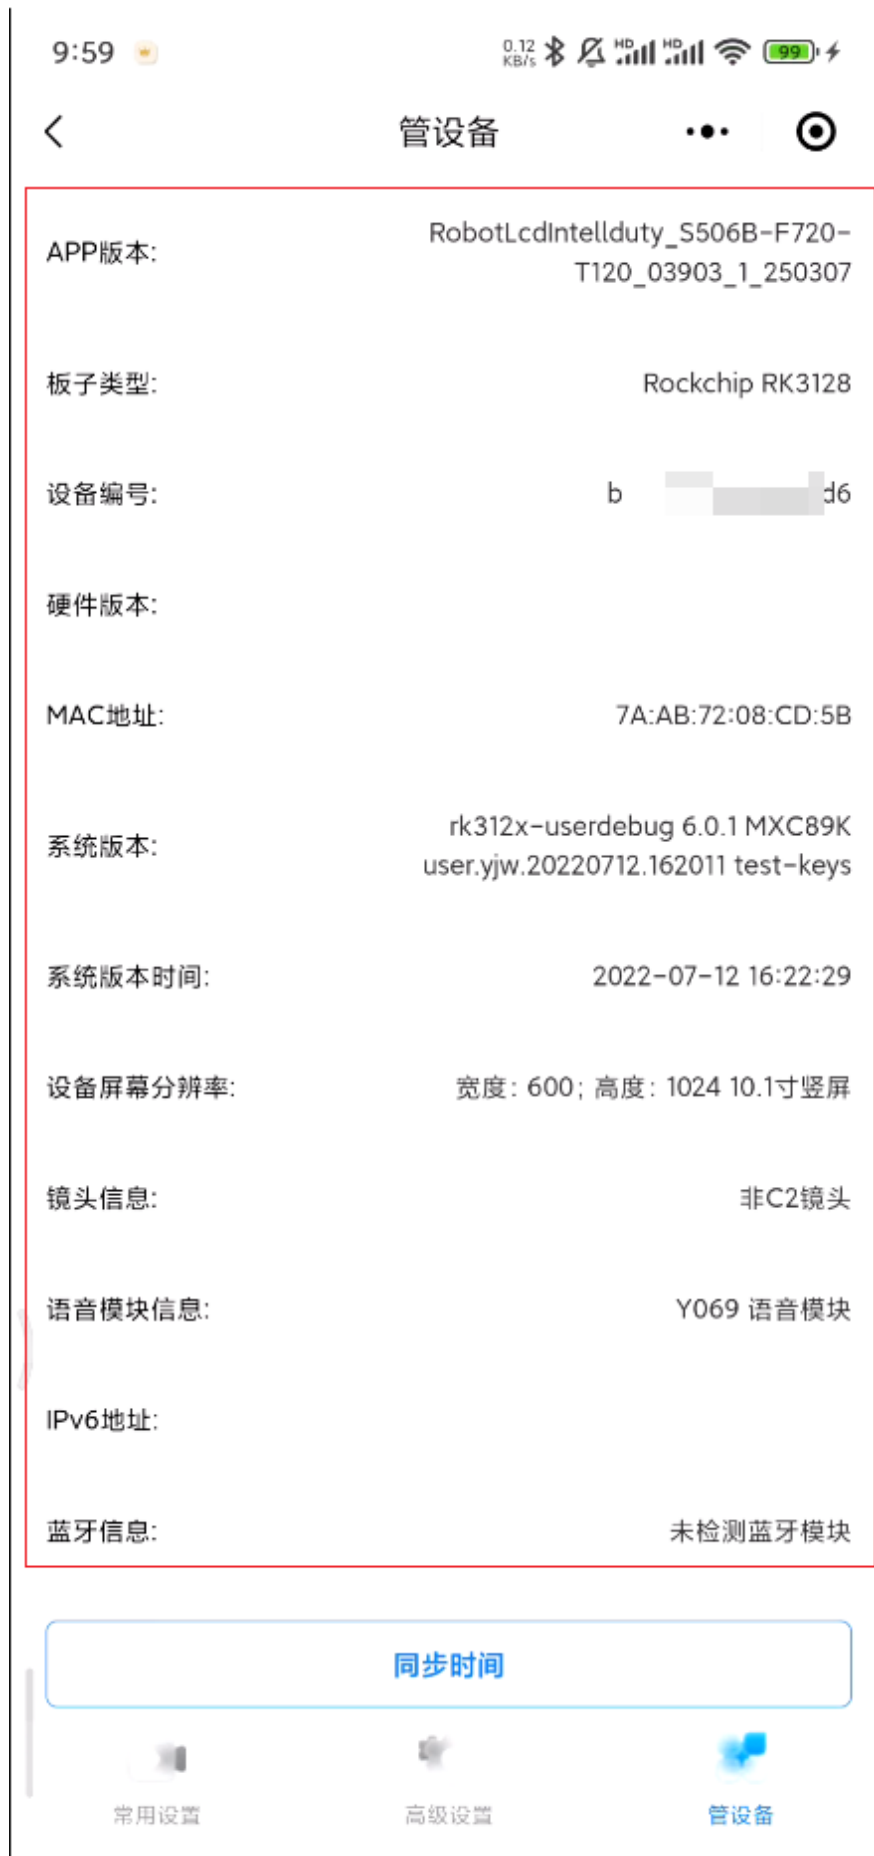 9:59
0.12
KB/s
HD
HD
99
管设备
APP版本:
RobotLcdIntellduty_S506B-F720-
T120_03903_1_250307
板子类型:
Rockchip RK3128
设备编号:
b
d6
硬件版本:
MAC地址:
7A:AB:72:08:CD:5B
系统版本:
rk312x-userdebug 6.0.1 MXC89K
user.yjw.20220712.162011 test-keys
系统版本时间:
2022-07-12 16:22:29
设备屏幕分辨率:
宽度: 600; 高度: 1024 10.1寸竖屏
镜头信息:
非C2镜头
语音模块信息:
Y069 语音模块
IPv6地址:
蓝牙信息:
未检测蓝牙模块
同步时间
常用设置
高级设置
管设备